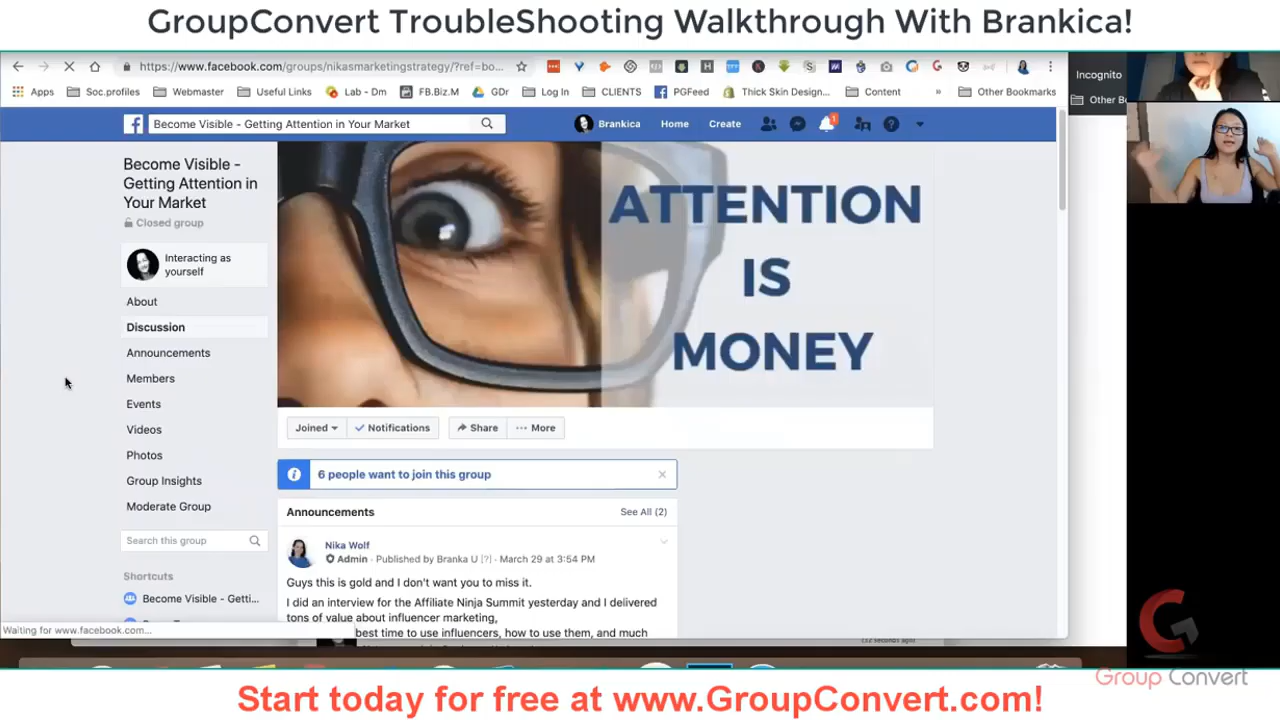 GroupConvert TroubleShooting Walkthrough With Brankica!
https://www.facebook.com/groups/nikasmarketingstrategy/?ref=bo...
Incognito
Apps Soc.profiles Webmaster Useful Links Lab - Dm FB.Biz.M GDr Log In CLIENTS PGFeed Thick Skin Design... Content » Other Bookmarks
Other B
Become Visible - Getting Attention in Your Market
Brankica Home Create
1
Become Visible -
Getting Attention in
Your Market
Closed group
Interacting as
yourself
About
Discussion
Announcements
Members
Events
Videos
Photos
Group Insights
Moderate Group
Search this group
Shortcuts
Become Visible - Getti...
ATTENTION
IS
MONEY
Joined Notifications Share ··· More
6 people want to join this group
Announcements See All (2)
Nika Wolf
Admin · Published by Branka U [?] · March 29 at 3:54 PM
Guys this is gold and I don't want you to miss it.
I did an interview for the Affiliate Ninja Summit yesterday and I delivered
tons of value about influencer marketing,
best time to use influencers, how to use them, and much
Waiting for www.facebook.com...
Group Convert
Start today for free at www.GroupConvert.com!